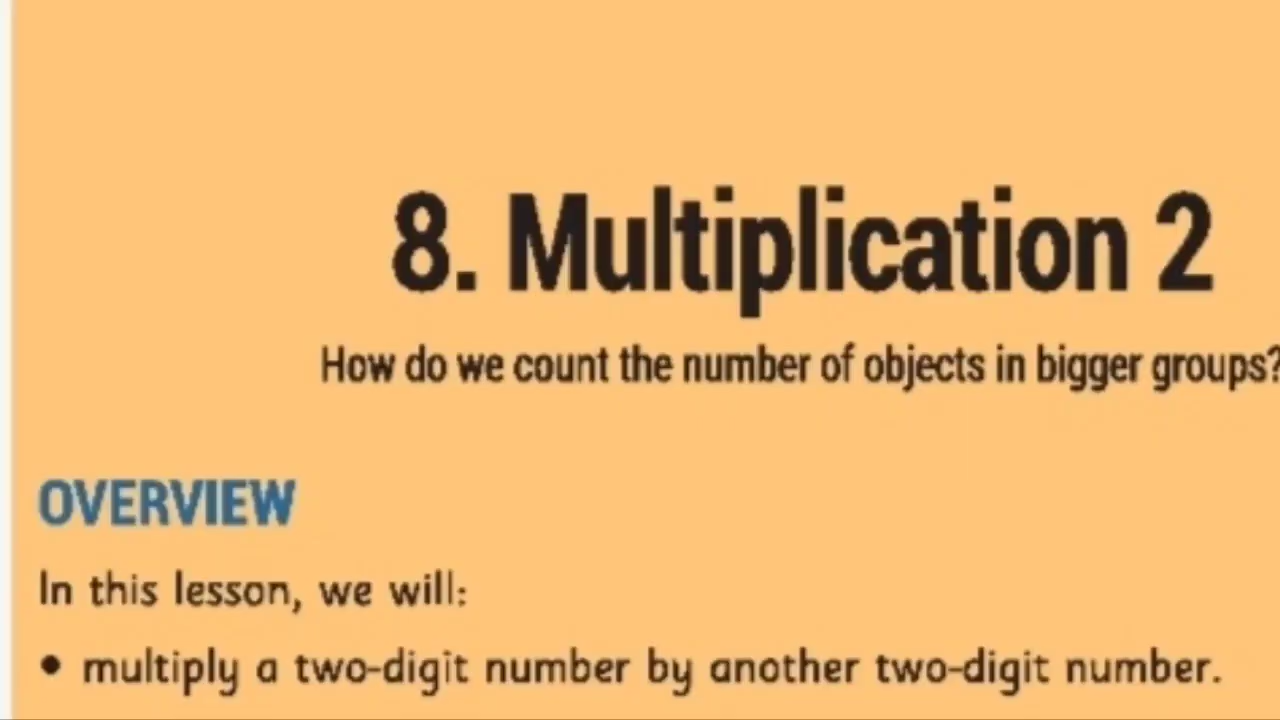 8. Multiplication 2
How do we count the number of objects in bigger groups?
OVERVIEW
In this lesson, we will:
• multiply a two-digit number by another two-digit number.